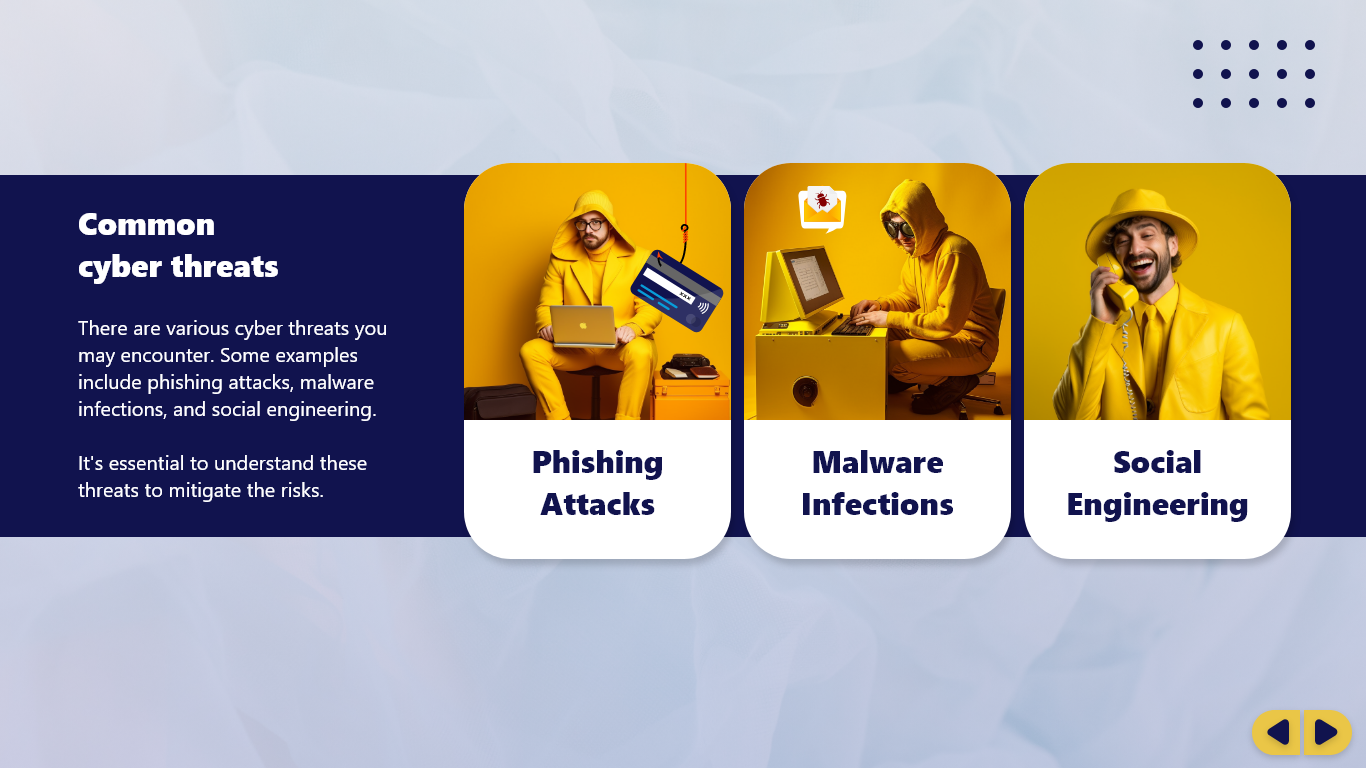 Common
cyber threats
There are various cyber threats you
may encounter. Some examples
include phishing attacks, malware
infections, and social engineering.
It's essential to understand these
threats to mitigate the risks.
Phishing
Attacks
Malware
Infections
Social
Engineering